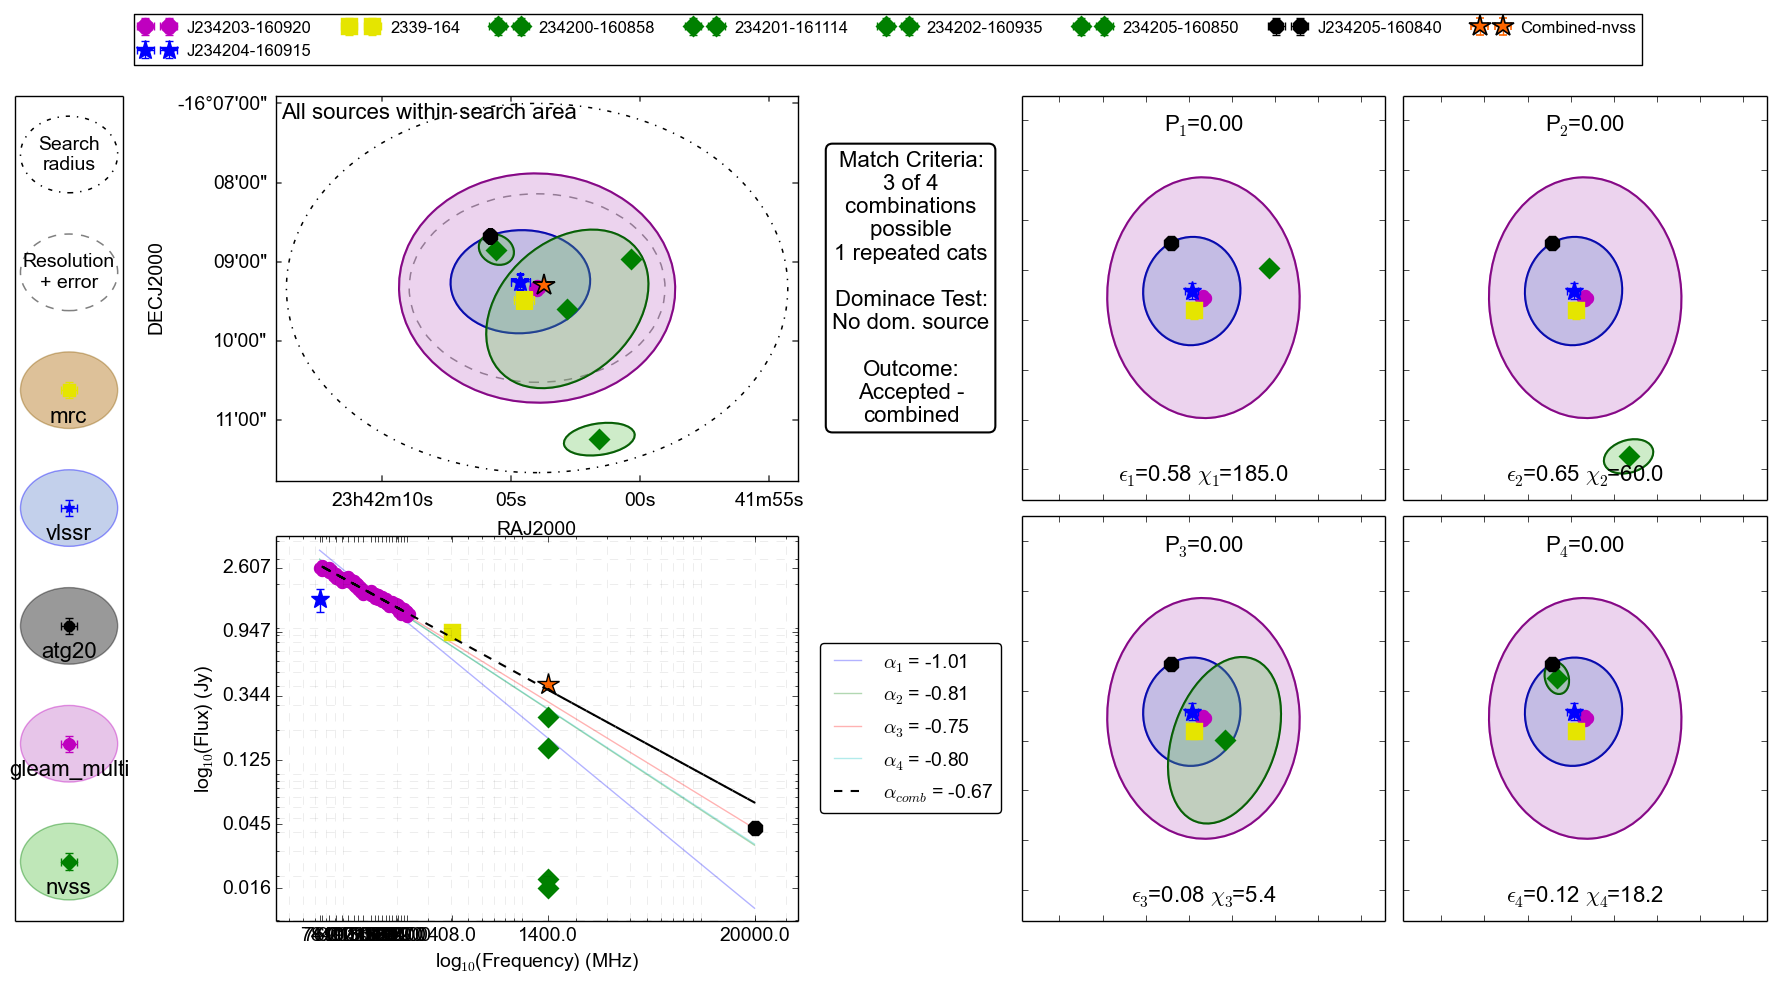 J234203-160920
2339-164
234200-160858
234201-161114
234202-160935
234205-160850
J234205-160840
Combined-nvss
J234204-160915
Search
radius
Resolution
+ error
mrc
vlssr
atg20
gleam_multi
nvss
All sources within search area
-16°07'00"
08'00"
09'00"
10'00"
11'00"
DECJ2000
23h42m10s
05s
00s
41m55s
RAJ2000
Match Criteria:
3 of 4
combinations
possible
1 repeated cats
Dominace Test:
No dom. source
Outcome:
Accepted -
combined
P1=0.00
ϵ1=0.58 χ1=185.0
P2=0.00
ϵ2=0.65 χ2=60.0
P3=0.00
ϵ3=0.08 χ3=5.4
P4=0.00
ϵ4=0.12 χ4=18.2
2.607
0.947
0.344
0.125
0.045
0.016
log10(Flux) (Jy)
408.0
1400.0
20000.0
log10(Frequency) (MHz)
α1 = -1.01
α2 = -0.81
α3 = -0.75
α4 = -0.80
αcomb = -0.67